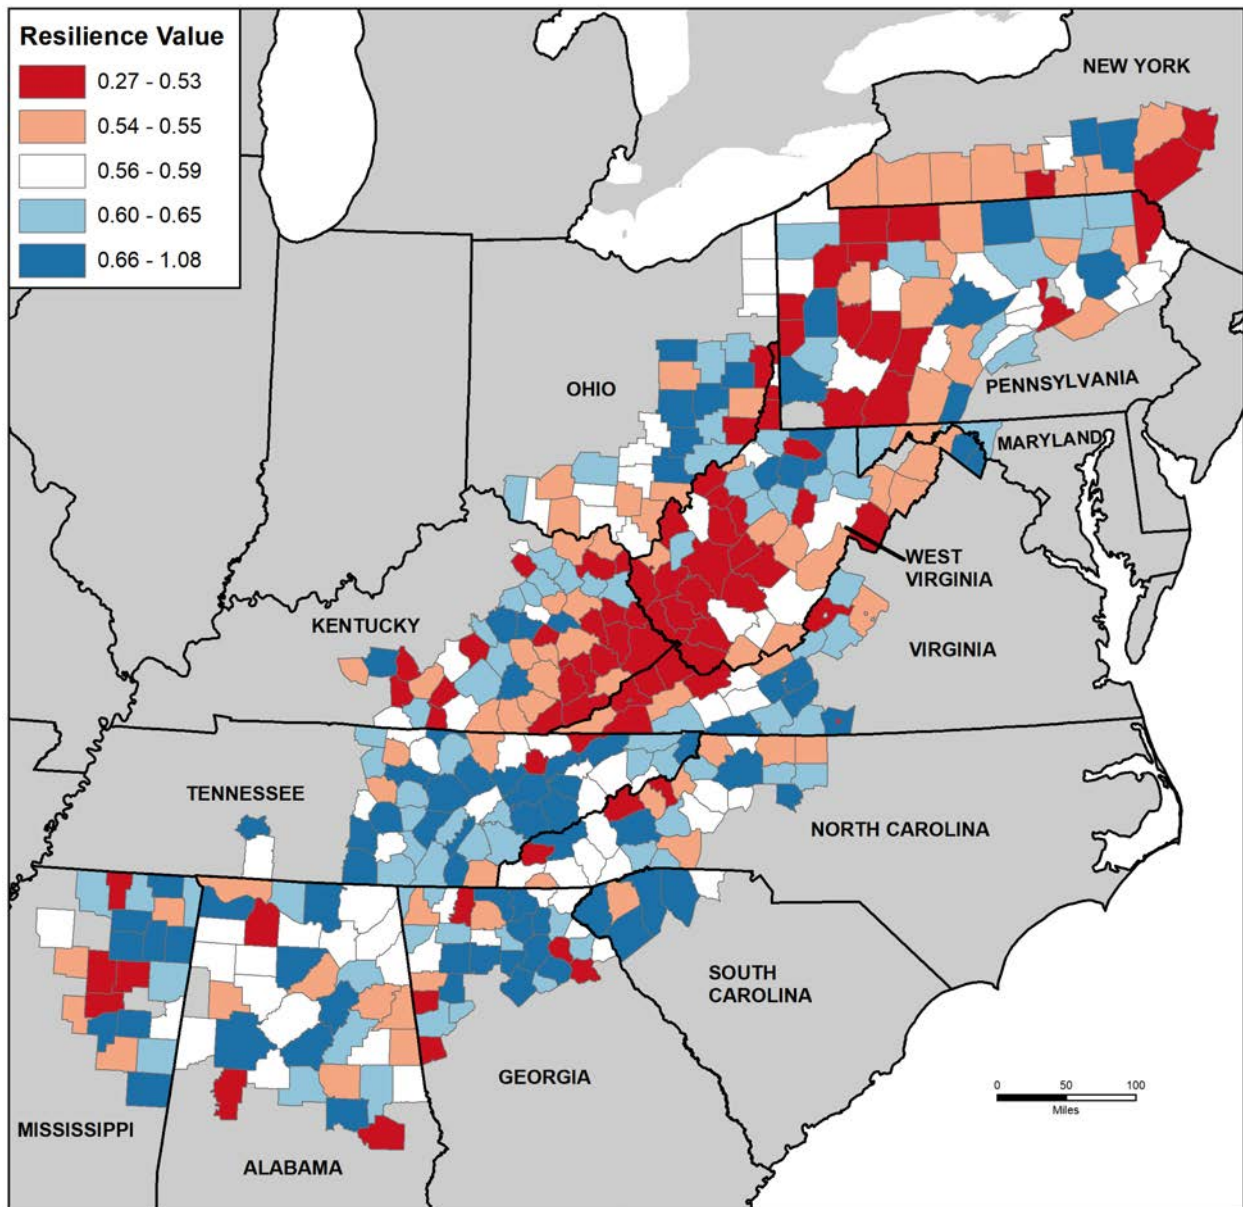 Resilience Value
0.27 - 0.53
0.54 - 0.55
0.56 - 0.59
0.60 - 0.65
0.66 - 1.08
NEW YORK
OHIO
PENNSYLVANIA
MARYLAND
WEST
VIRGINIA
KENTUCKY
VIRGINIA
TENNESSEE
NORTH CAROLINA
SOUTH
CAROLINA
GEORGIA
0 50 100
Miles
MISSISSIPPI
ALABAMA